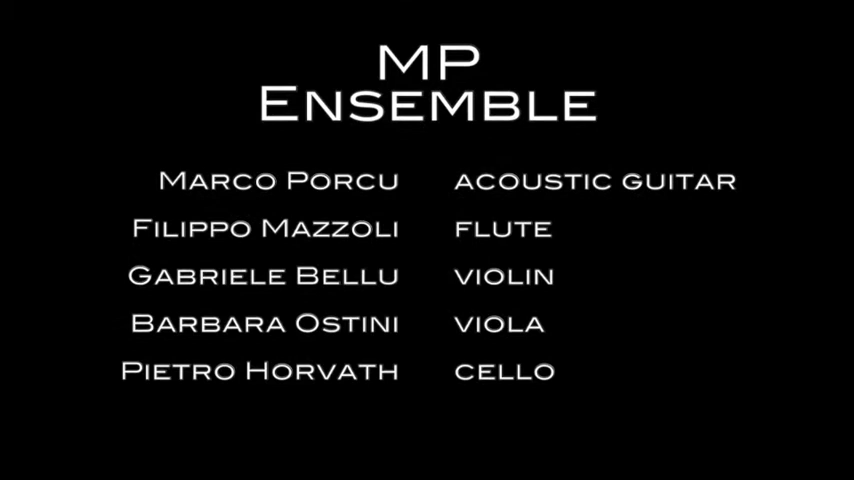 MP
ENSEMBLE
MARCO PORCU ACOUSTIC GUITAR
FILIPPO MAZZOLI FLUTE
GABRIELE BELLU VIOLIN
BARBARA OSTINI VIOLA
PIETRO HORVATH CELLO